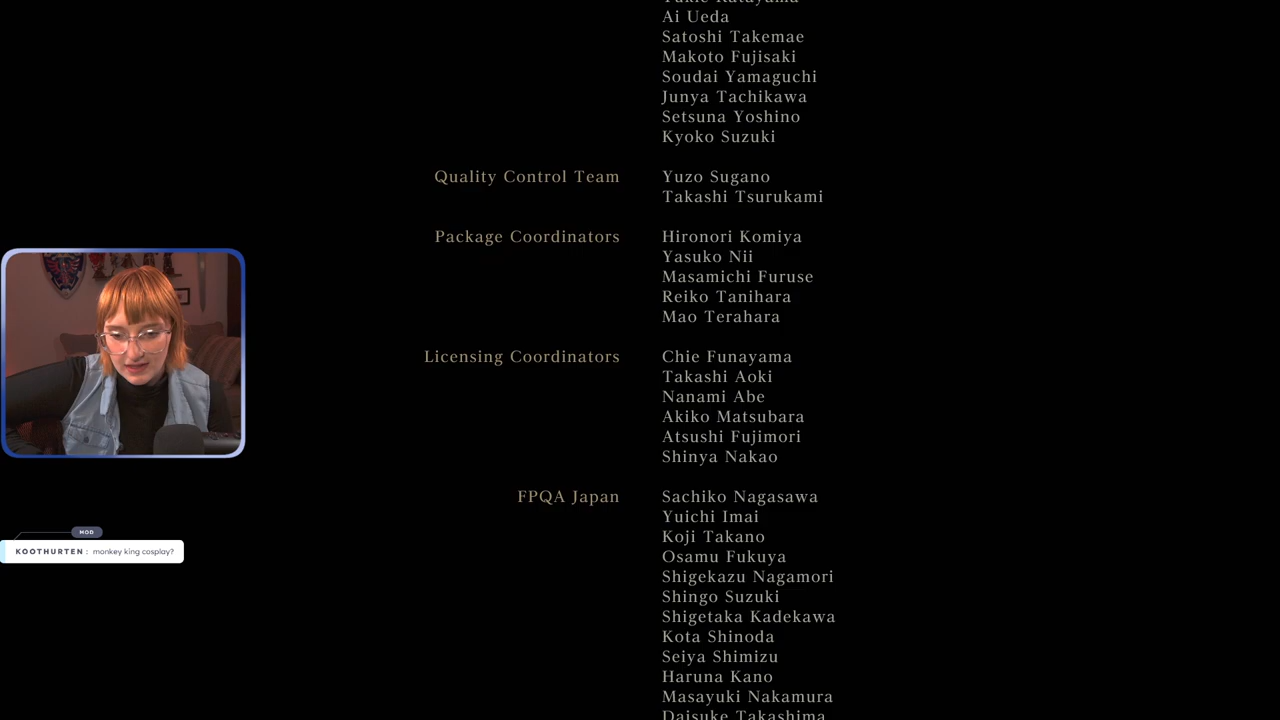 Ai Ueda
Satoshi Takemae
Makoto Fujisaki
Soudai Yamaguchi
Junya Tachikawa
Setsuna Yoshino
Kyoko Suzuki
Quality Control Team Yuzo Sugano
Takashi Tsurukami
Package Coordinators Hironori Komiya
Yasuko Nii
Masamichi Furuse
Reiko Tanihara
Mao Terahara
Licensing Coordinators Chie Funayama
Takashi Aoki
Nanami Abe
Akiko Matsubara
Atsushi Fujimori
Shinya Nakao
FPQA Japan Sachiko Nagasawa
Yuichi Imai
Koji Takano
Osamu Fukuya
Shigekazu Nagamori
Shingo Suzuki
Shigetaka Kadekawa
Kota Shinoda
Seiya Shimizu
Haruna Kano
Masayuki Nakamura
Daisuke Takashima
MOD
KOOTHURTEN : monkey king cosplay?